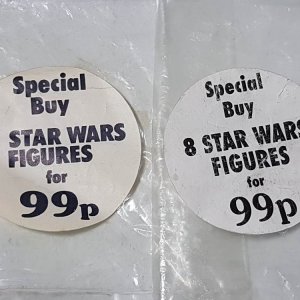 Special
Buy
STAR WARS
FIGURES
for
99p
Special
Buy
8 STAR WARS
FIGURES
for
99p